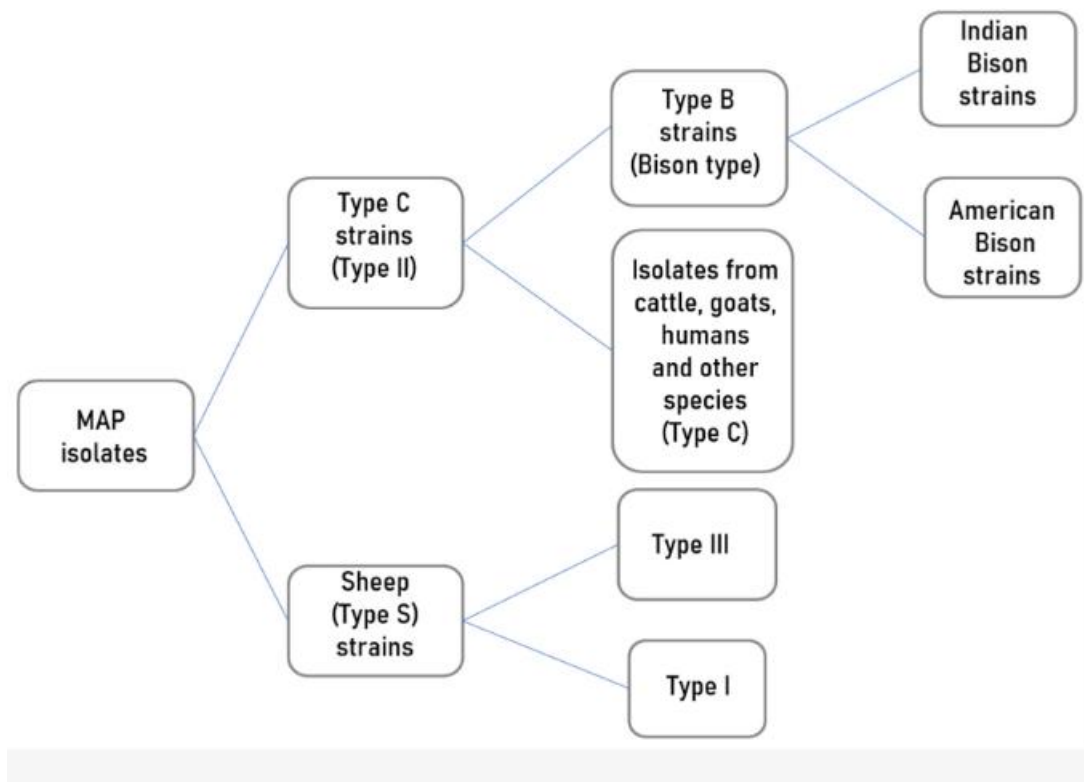 MAP
isolates
Type C
strains
(Type II)
Sheep
(Type S)
strains
Type B
strains
(Bison type)
Isolates from
cattle, goats,
humans
and other
species
(Type C)
Type III
Type I
Indian
Bison
strains
American
Bison
strains